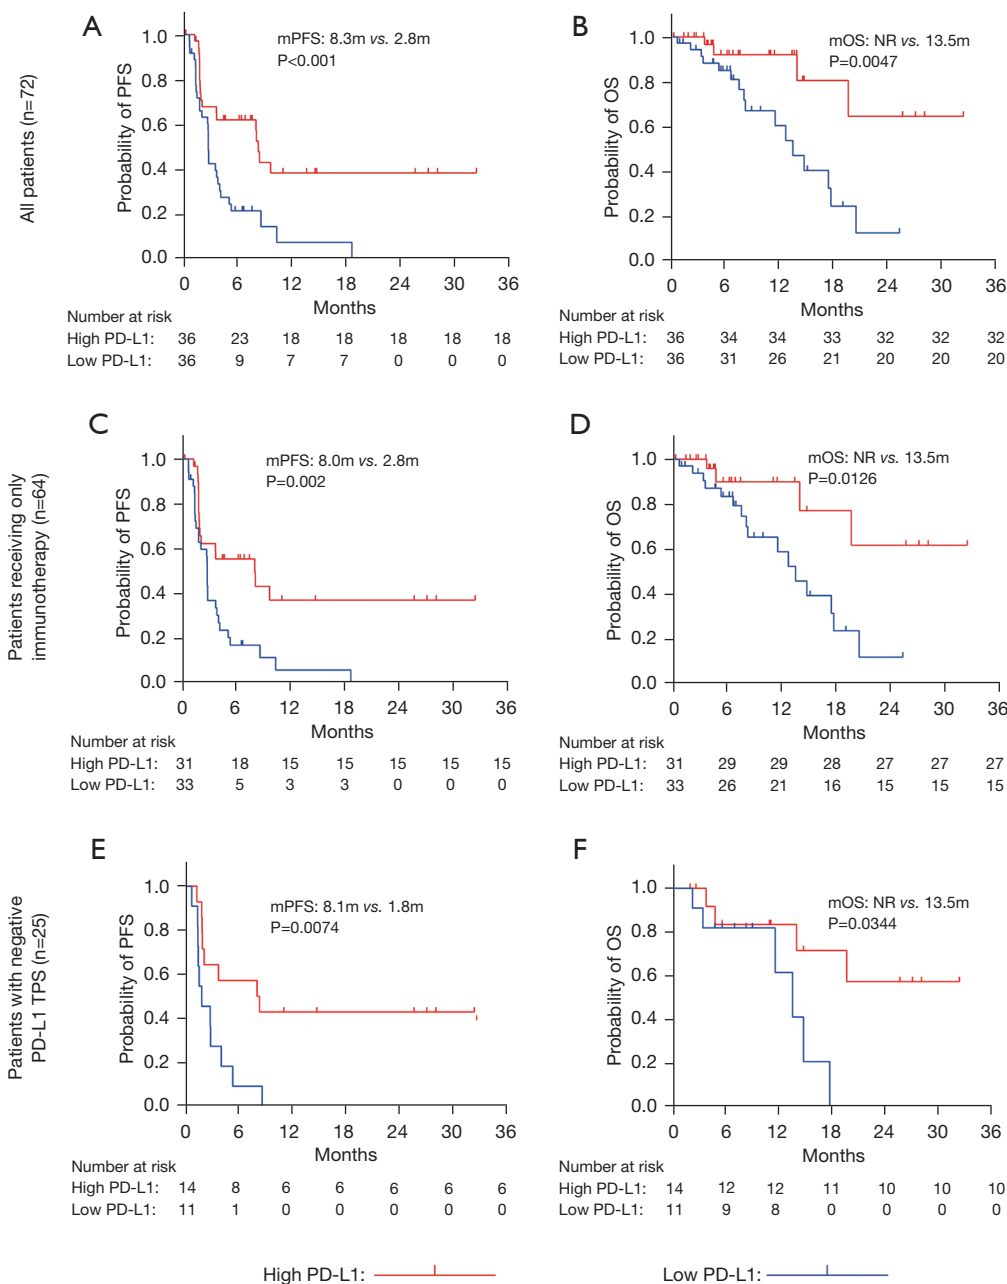 A
All patients (n=72)
Probability of PFS
mPFS: 8.3m vs. 2.8m
P<0.001
1.0
0.8
0.6
0.4
0.2
0.0
0 6 12 18 24 30 36
Months
Number at risk
High PD-L1: 36 23 18 18 18 18 18
Low PD-L1: 36 9 7 7 0 0 0
B
Probability of OS
mOS: NR vs. 13.5m
P=0.0047
1.0
0.8
0.6
0.4
0.2
0.0
0 6 12 18 24 30 36
Months
Number at risk
High PD-L1: 36 34 34 33 32 32 32
Low PD-L1: 36 31 26 21 20 20 20
C
Patients receiving only
immunotherapy (n=64)
Probability of PFS
mPFS: 8.0m vs. 2.8m
P=0.002
1.0
0.8
0.6
0.4
0.2
0.0
0 6 12 18 24 30 36
Months
Number at risk
High PD-L1: 31 18 15 15 15 15 15
Low PD-L1: 33 5 3 3 0 0 0
D
Probability of OS
mOS: NR vs. 13.5m
P=0.0126
1.0
0.8
0.6
0.4
0.2
0.0
0 6 12 18 24 30 36
Months
Number at risk
High PD-L1: 31 29 29 28 27 27 27
Low PD-L1: 33 26 21 16 15 15 15
E
Patients with negative
PD-L1 TPS (n=25)
Probability of PFS
mPFS: 8.1m vs. 1.8m
P=0.0074
1.0
0.8
0.6
0.4
0.2
0.0
0 6 12 18 24 30 36
Months
Number at risk
High PD-L1: 14 8 6 6 6 6 6
Low PD-L1: 11 1 0 0 0 0 0
F
Probability of OS
mOS: NR vs. 13.5m
P=0.0344
1.0
0.8
0.6
0.4
0.2
0.0
0 6 12 18 24 30 36
Months
Number at risk
High PD-L1: 14 12 12 11 10 10 10
Low PD-L1: 11 9 8 0 0 0 0
High PD-L1:
Low PD-L1: